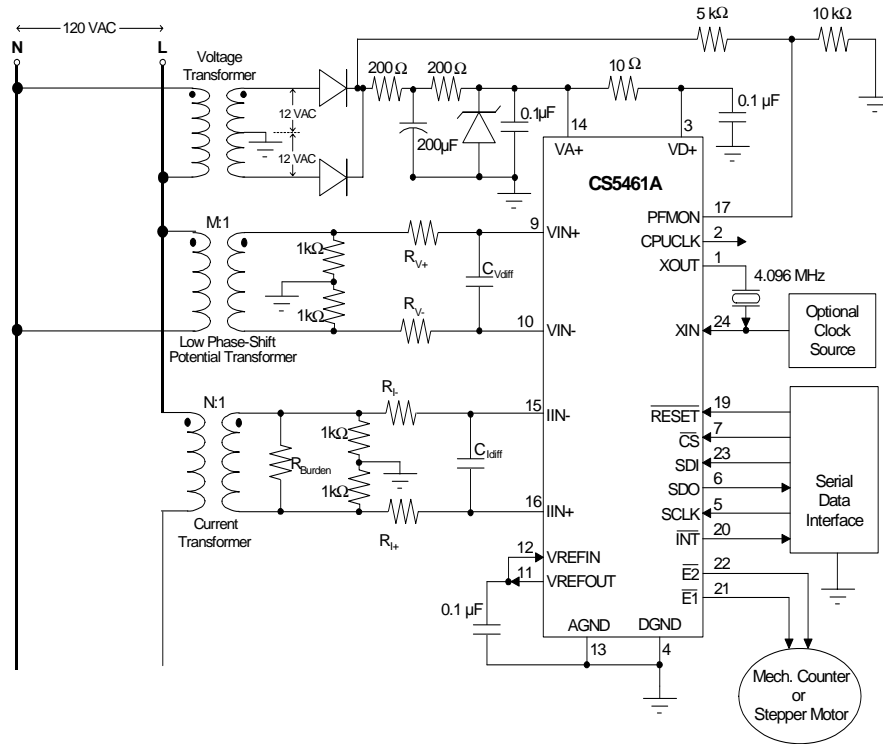 120 VAC
N
L
5 kΩ
10 kΩ
Voltage
Transformer
200Ω
200Ω
10 Ω
12 VAC
12 VAC
200µF
0.1µF
0.1 µF
14
3
VA+
VD+
CS5461A
PFMON
17
CPUCLK
2
XOUT
1
4.096 MHz
XIN
24
Optional
Clock
Source
M:1
1kΩ
1kΩ
RV+
RV-
CVdiff
9
VIN+
10
VIN-
Low Phase-Shift
Potential Transformer
N:1
RBurden
1kΩ
1kΩ
RI-
RI+
CIdiff
15
IIN-
16
IIN+
Current
Transformer
RESET
19
CS
7
SDI
23
SDO
6
SCLK
5
INT
20
Serial
Data
Interface
12
VREFIN
11
VREFOUT
0.1 µF
E2
22
E1
21
AGND
DGND
13
4
Mech. Counter
or
Stepper Motor